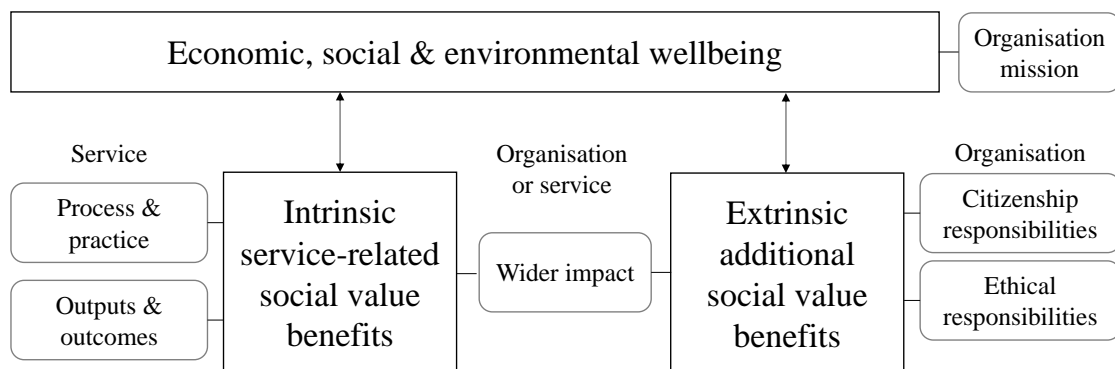 Economic, social & environmental wellbeing
Organisation
mission
Service
Organisation
or service
Organisation
Process &
practice
Outputs &
outcomes
Intrinsic
service-related
social value
benefits
Wider impact
Extrinsic
additional
social value
benefits
Citizenship
responsibilities
Ethical
responsibilities